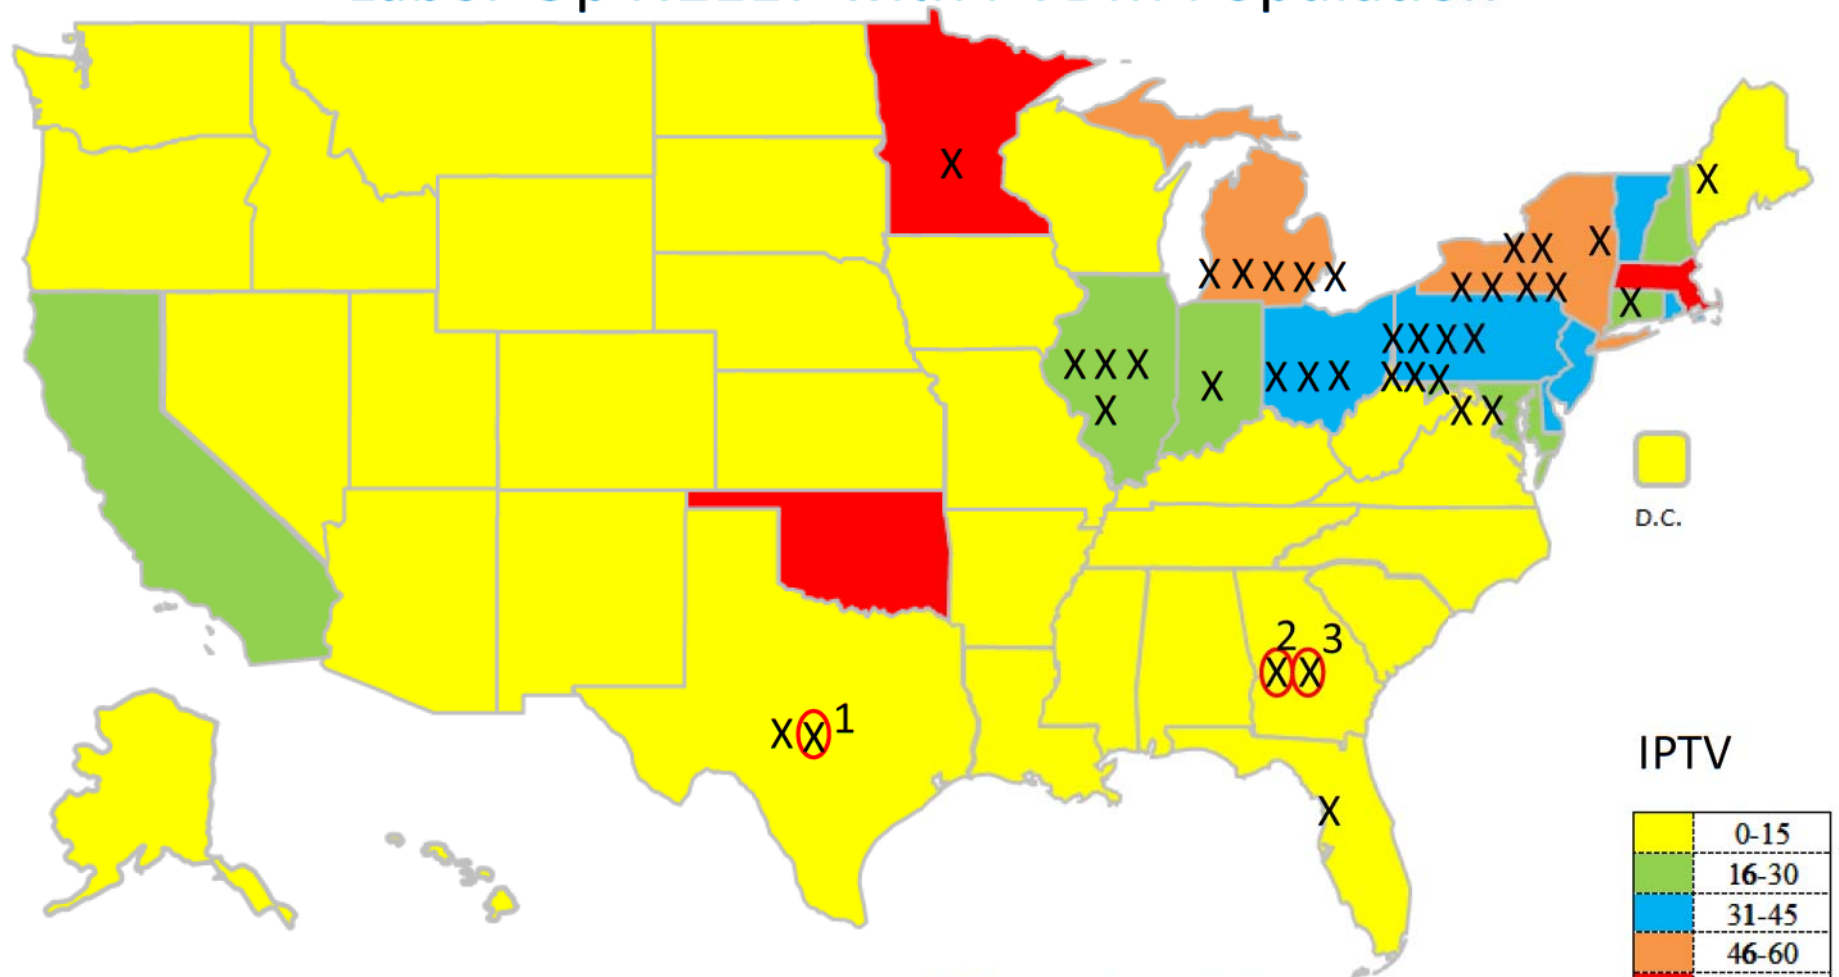 X
X
X X X
X X X X X
X X X X
X
X X X X
X X X X X X X
X X X X
X X X
X
X X
D.C.
2 3
X X
X X 1
IPTV
X
0-15
16-30
31-45
46-60